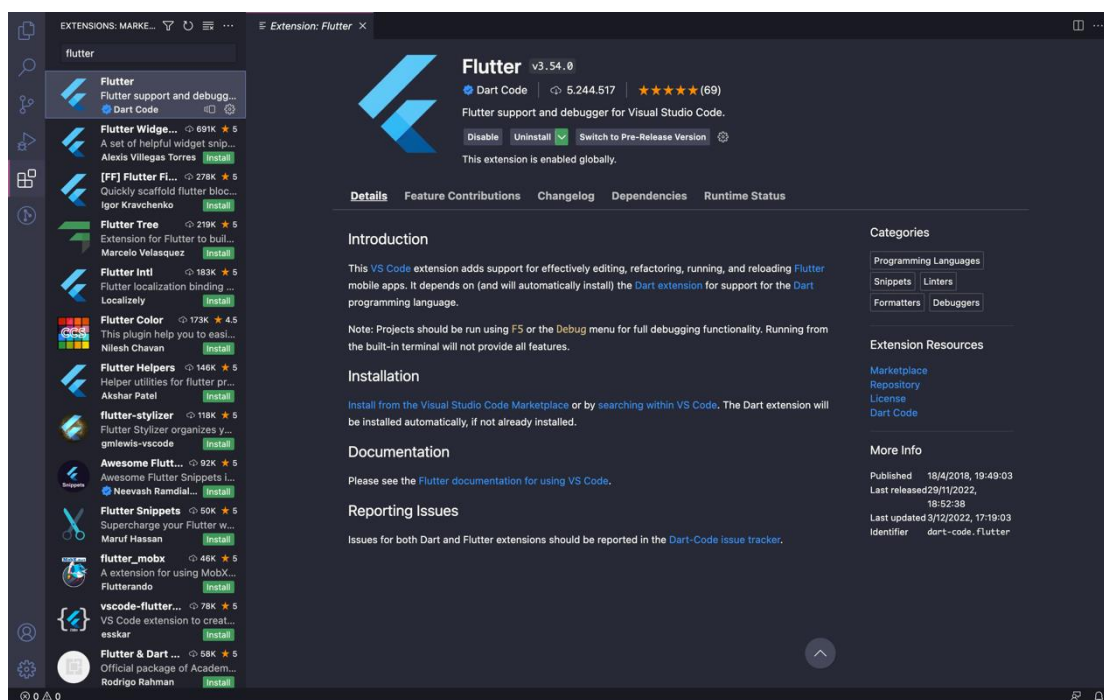 EXTENSIONS: MARKE...
flutter
Flutter
Flutter support and debugg...
Dart Code
Flutter Widge... 691K ★ 5
A set of helpful widget snip...
Alexis Villegas Torres Install
[FF] Flutter Fi... 278K ★ 5
Quickly scaffold flutter bloc...
Igor Kravchenko Install
Flutter Tree 219K ★ 5
Extension for Flutter to buil...
Marcelo Velasquez Install
Flutter Intl 183K ★ 5
Flutter localization binding ...
Localizely Install
Flutter Color 173K ★ 4.5
This plugin help you to easi...
Nilesh Chavan Install
Flutter Helpers 146K ★ 5
Helper utilities for flutter pr...
Akshar Patel Install
flutter-stylizer 118K ★ 5
Flutter Stylizer organizes y...
gmlewis-vscode Install
Awesome Flutt... 92K ★ 5
Awesome Flutter Snippets i...
Neevash Ramdial... Install
Flutter Snippets 50K ★ 5
Supercharge your Flutter w...
Maruf Hassan Install
flutter_mobx 46K ★ 5
A extension for using MobX...
Flutterando Install
vscode-flutter... 78K ★ 5
VS Code extension to creat...
esskar Install
Flutter & Dart ... 58K ★ 5
Official package of Academ...
Rodrigo Rahman Install
Extension: Flutter ×
Flutter v3.54.0
Dart Code | 5.244.517 | ★★★★★ (69)
Flutter support and debugger for Visual Studio Code.
Disable Uninstall Switch to Pre-Release Version
This extension is enabled globally.
Details Feature Contributions Changelog Dependencies Runtime Status
Introduction
This VS Code extension adds support for effectively editing, refactoring, running, and reloading Flutter
mobile apps. It depends on (and will automatically install) the Dart extension for support for the Dart
programming language.
Note: Projects should be run using F5 or the Debug menu for full debugging functionality. Running from
the built-in terminal will not provide all features.
Installation
Install from the Visual Studio Code Marketplace or by searching within VS Code. The Dart extension will
be installed automatically, if not already installed.
Documentation
Please see the Flutter documentation for using VS Code.
Reporting Issues
Issues for both Dart and Flutter extensions should be reported in the Dart-Code issue tracker.
Categories
Programming Languages
Snippets Linters
Formatters Debuggers
Extension Resources
Marketplace
Repository
License
Dart Code
More Info
Published 18/4/2018, 19:49:03
Last released 29/11/2022,
18:52:38
Last updated 3/12/2022, 17:19:03
Identifier dart-code.flutter
0 0